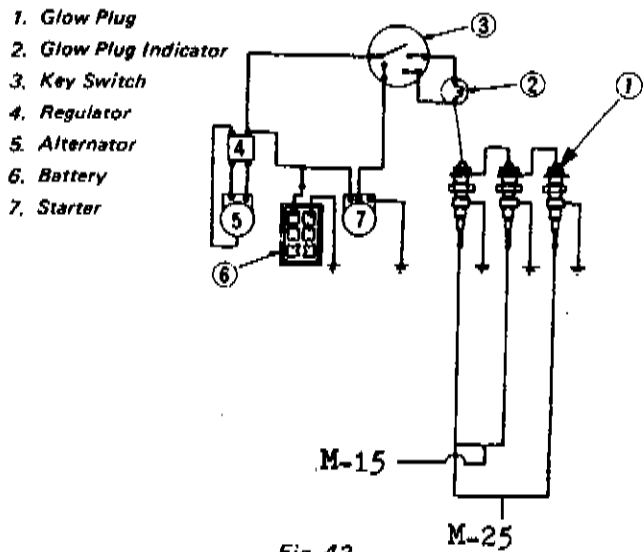 1. Glow Plug
2. Glow Plug Indicator
3. Key Switch
4. Regulator
5. Alternator
6. Battery
7. Starter
3
2
1
4
5
7
6
M-15
M-25
Fig. 42